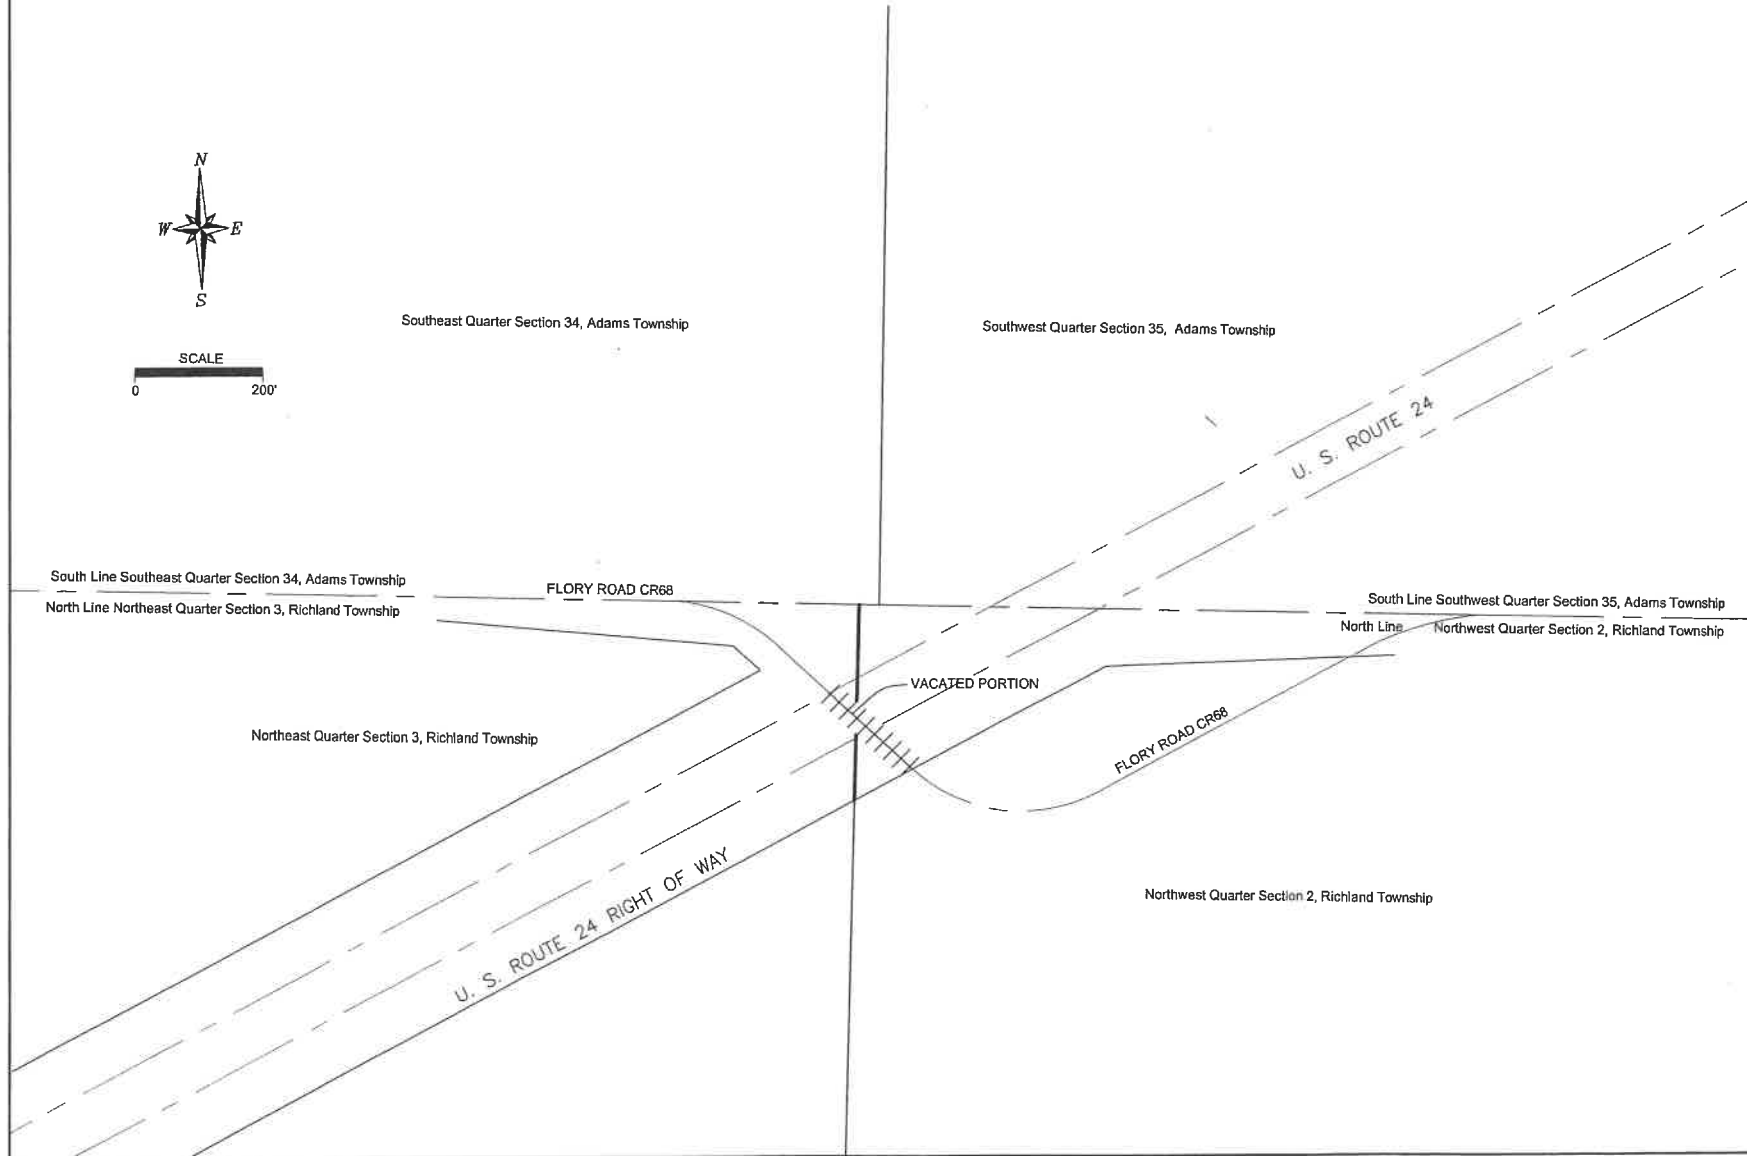 N
W E
S
SCALE
0 200'
Southeast Quarter Section 34, Adams Township
Southwest Quarter Section 35, Adams Township
U. S. ROUTE 24
South Line Southeast Quarter Section 34, Adams Township
FLORY ROAD CR68
North Line Northeast Quarter Section 3, Richland Township
South Line Southwest Quarter Section 35, Adams Township
North Line Northwest Quarter Section 2, Richland Township
VACATED PORTION
Northeast Quarter Section 3, Richland Township
FLORY ROAD CR68
U. S. ROUTE 24 RIGHT OF WAY
Northwest Quarter Section 2, Richland Township